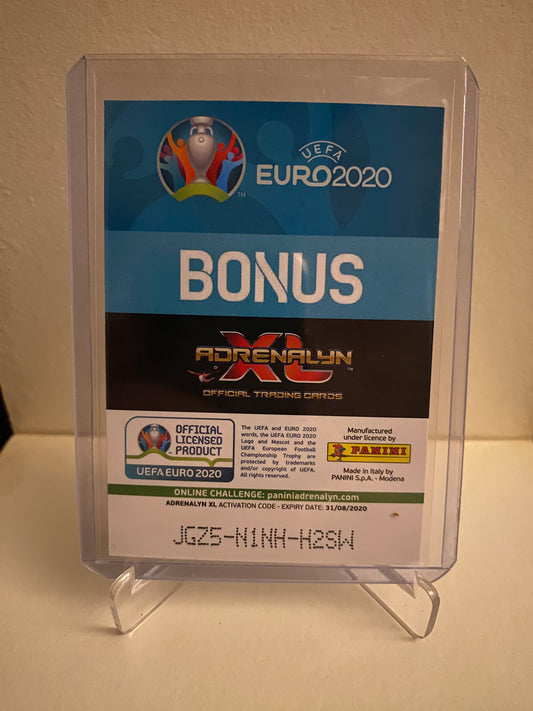 UEFA
EURO2020
TM
BONUS
ADRENALYN
XL
TM
OFFICIAL TRADING CARDS
OFFICIAL
LICENSED
PRODUCT
UEFA EURO 2020
The UEFA and EURO 2020
words, the UEFA EURO 2020
Logo and Mascot and the
UEFA European Football
Championship Trophy are
protected by trademarks
and/or copyright of UEFA.
All rights reserved.
Manufactured
under licence by
PANINI
Made in Italy by
PANINI S.p.A. - Modena
ONLINE CHALLENGE: paniniadrenalyn.com
ADRENALYN XL ACTIVATION CODE - EXPIRY DATE: 31/08/2020
JGZ5-N1NH-H2SW